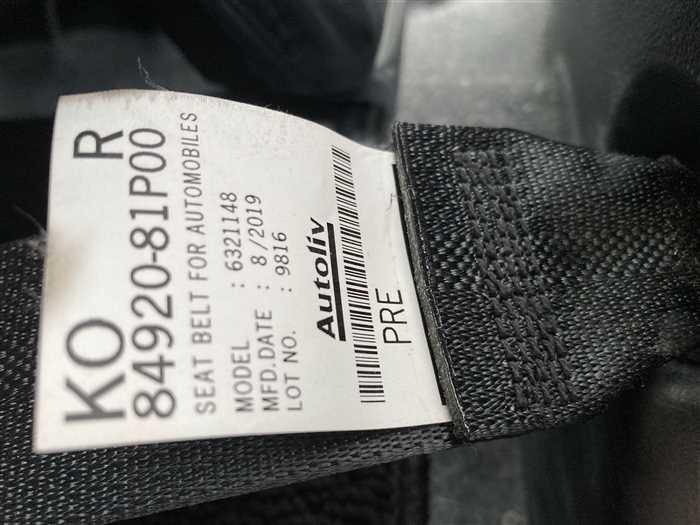 KO R
84920-81P00
SEAT BELT FOR AUTOMOBILES
MODEL : 6321148
MFD.DATE : 8/2019
LOT NO. : 9816
Autoliv
PRE